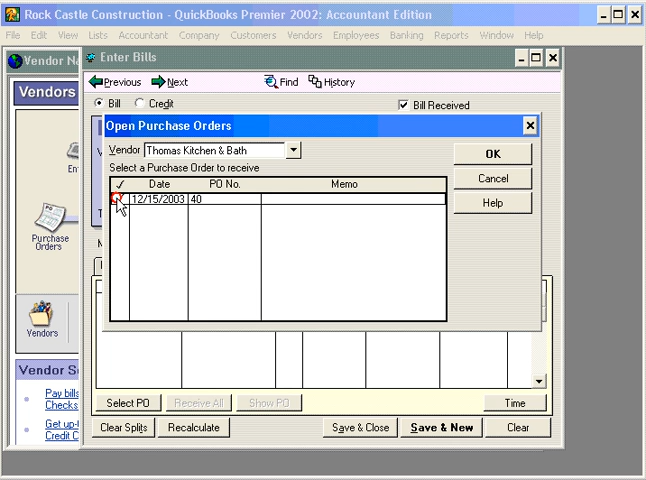 Rock Castle Construction - QuickBooks Premier 2002: Accountant Edition
File Edit View Lists Accountant Company Customers Vendors Employees Banking Reports Window Help
Vendor Na
Enter Bills
Previous Next Find History
Vendors
Bill Credit Bill Received
Open Purchase Orders
Vendor Thomas Kitchen & Bath
OK
Select a Purchase Order to receive
Cancel
✓ Date PO No. Memo
Help
12/15/2003 40
Purchase
Orders
Vendors
Vendor S
Pay bills
Checks
Get up-
Credit C
Select PO Receive All Show PO Time
Clear Splits Recalculate Save & Close Save & New Clear